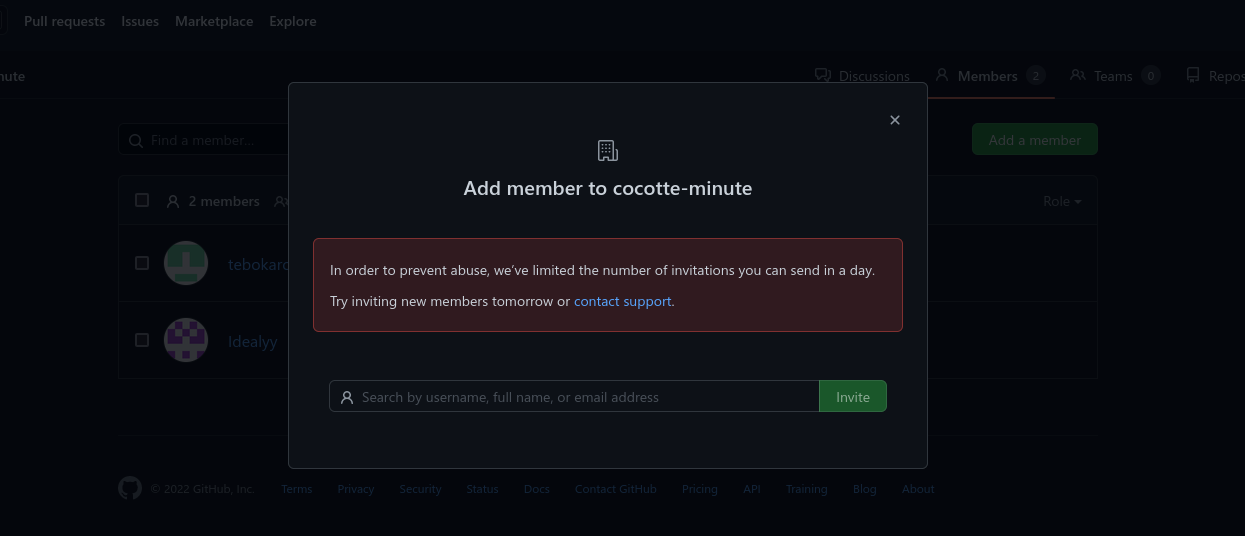 Pull requests Issues Marketplace Explore
nute
Discussions Members 2 Teams 0 Repos
Find a member...
Add a member
Add member to cocotte-minute
2 members
Role
In order to prevent abuse, we've limited the number of invitations you can send in a day.
Try inviting new members tomorrow or contact support.
tebokaro
Idealyy
Search by username, full name, or email address
Invite
© 2022 GitHub, Inc. Terms Privacy Security Status Docs Contact GitHub Pricing API Training Blog About